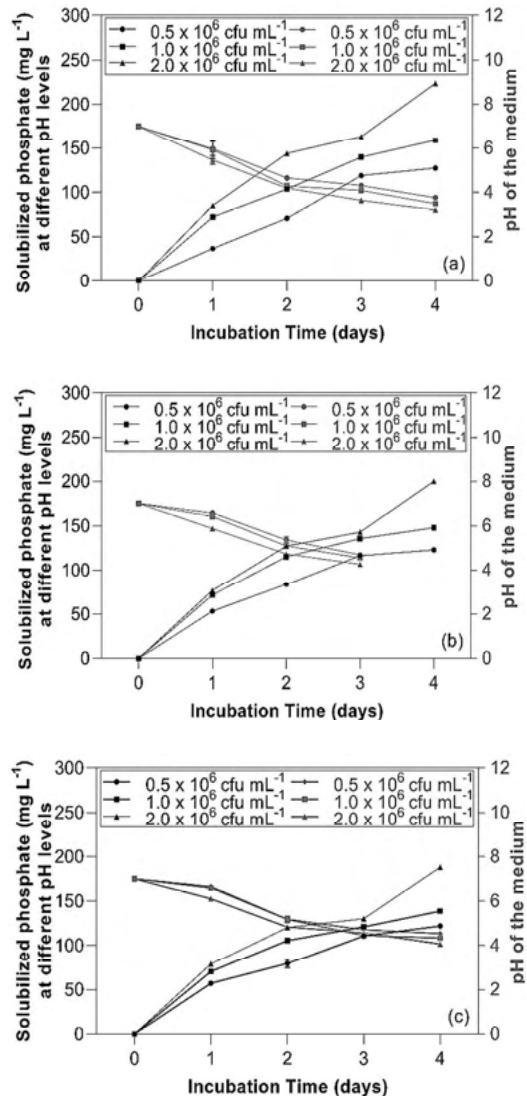 Solubilized phosphate (mg L-1)
at different pH levels
300
250
200
150
100
50
0
0.5 x 10^6 cfu mL^-1
1.0 x 10^6 cfu mL^-1
2.0 x 10^6 cfu mL^-1
0.5 x 10^6 cfu mL^-1
1.0 x 10^6 cfu mL^-1
2.0 x 10^6 cfu mL^-1
12
10
8
6
4
2
0
pH of the medium
(a)
0 1 2 3 4
Incubation Time (days)
Solubilized phosphate (mg L-1)
at different pH levels
300
250
200
150
100
50
0
0.5 x 10^6 cfu mL^-1
1.0 x 10^6 cfu mL^-1
2.0 x 10^6 cfu mL^-1
0.5 x 10^6 cfu mL^-1
1.0 x 10^6 cfu mL^-1
2.0 x 10^6 cfu mL^-1
12
10
8
6
4
2
0
pH of the medium
(b)
0 1 2 3 4
Incubation Time (days)
Solubilized phosphate (mg L-1)
at different pH levels
300
250
200
150
100
50
0
0.5 x 10^6 cfu mL^-1
1.0 x 10^6 cfu mL^-1
2.0 x 10^6 cfu mL^-1
0.5 x 10^6 cfu mL^-1
1.0 x 10^6 cfu mL^-1
2.0 x 10^6 cfu mL^-1
12
10
8
6
4
2
0
pH of the medium
(c)
0 1 2 3 4
Incubation Time (days)